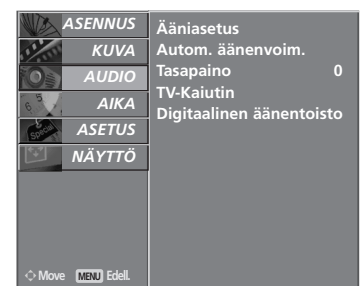 ASENNUS
KUVA
AUDIO
AIKA
ASETUS
NÄYTTÖ
Ääniasetus
Autom. äänenvoim.
Tasapaino 0
TV-Kaiutin
Digitaalinen äänentoisto
Move MENU Edell.